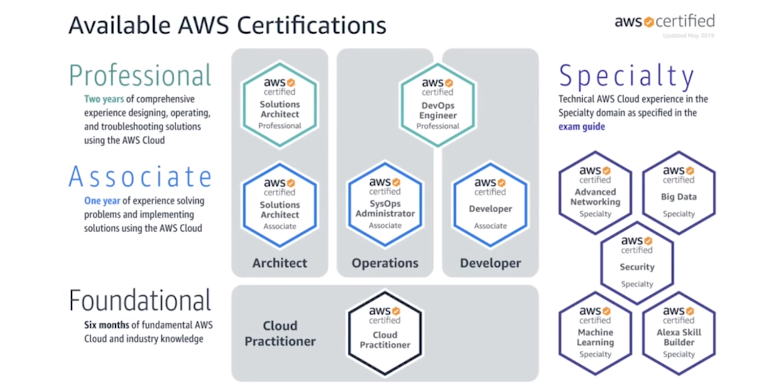 Available AWS Certifications
aws certified
Updated May 2019
Professional
Two years of comprehensive
experience designing, operating,
and troubleshooting solutions
using the AWS Cloud
aws
certified
Solutions
Architect
Professional
aws
certified
DevOps
Engineer
Professional
Specialty
Technical AWS Cloud experience in the
Specialty domain as specified in the
exam guide
Associate
One year of experience solving
problems and implementing
solutions using the AWS Cloud
aws
certified
Solutions
Architect
Associate
aws
certified
SysOps
Administrator
Associate
aws
certified
Developer
Associate
Architect
Operations
Developer
aws
certified
Advanced
Networking
Specialty
aws
certified
Big Data
Specialty
aws
certified
Security
Specialty
aws
certified
Machine
Learning
Specialty
aws
certified
Alexa Skill
Builder
Specialty
Foundational
Six months of fundamental AWS
Cloud and industry knowledge
Cloud
Practitioner
aws
certified
Cloud
Practitioner